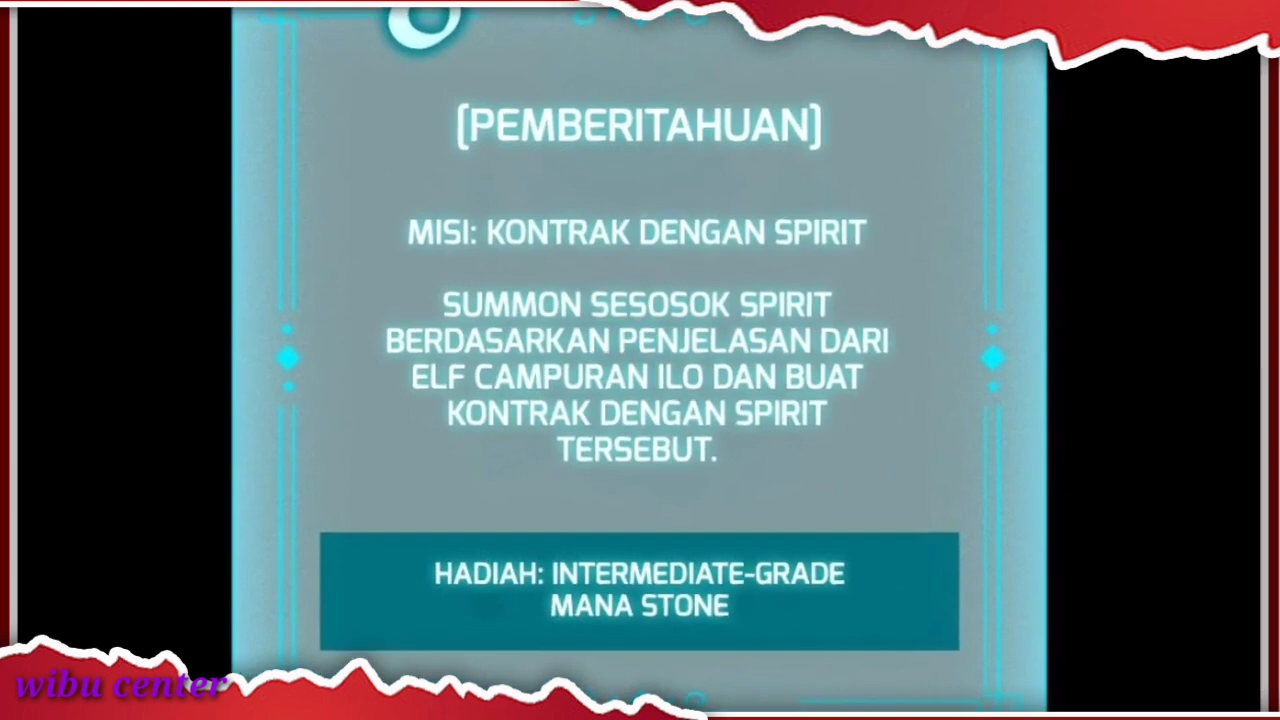 [PEMBERITAHUAN]
MISI: KONTRAK DENGAN SPIRIT
SUMMON SESOSOK SPIRIT
BERDASARKAN PENJELASAN DARI
ELF CAMPURAN ILO DAN BUAT
KONTRAK DENGAN SPIRIT
TERSEBUT.
HADIAH: INTERMEDIATE-GRADE
MANA STONE
wibu center